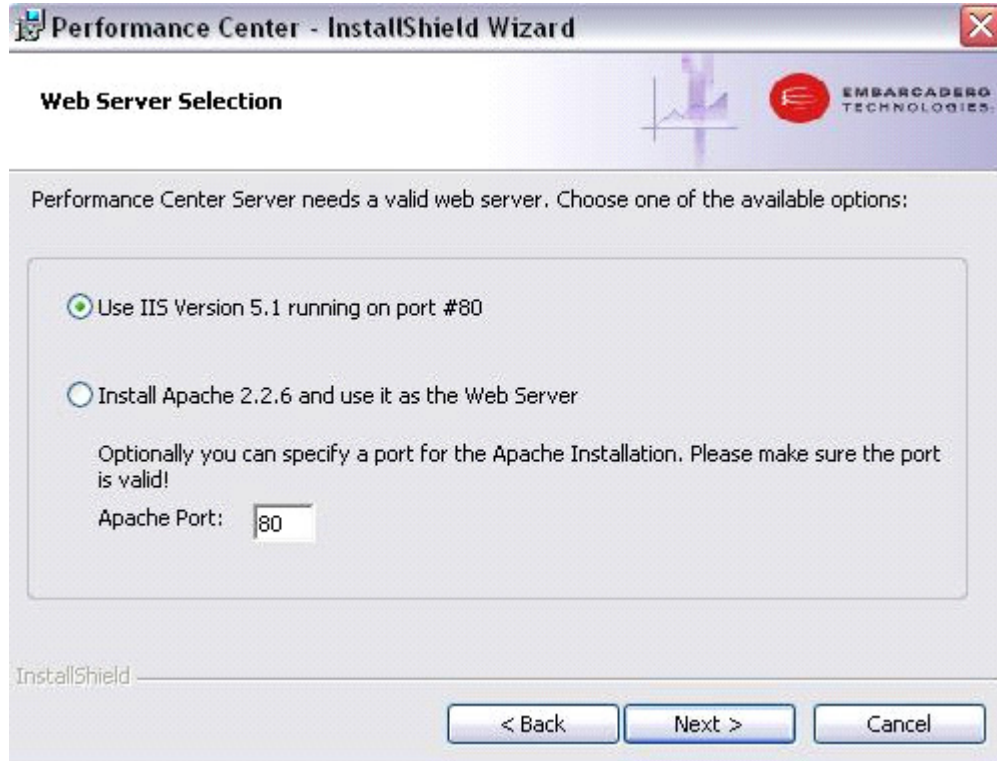 Performance Center - InstallShield Wizard
Web Server Selection
EMBARCADERO
TECHNOLOGIES
Performance Center Server needs a valid web server. Choose one of the available options:
Use IIS Version 5.1 running on port #80
Install Apache 2.2.6 and use it as the Web Server
Optionally you can specify a port for the Apache Installation. Please make sure the port
is valid!
Apache Port: 80
InstallShield
< Back Next > Cancel